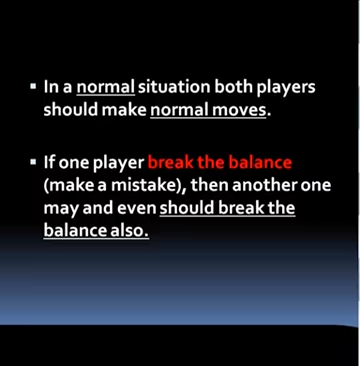 ▪ In a normal situation both players
should make normal moves.
▪ If one player break the balance
(make a mistake), then another one
may and even should break the
balance also.